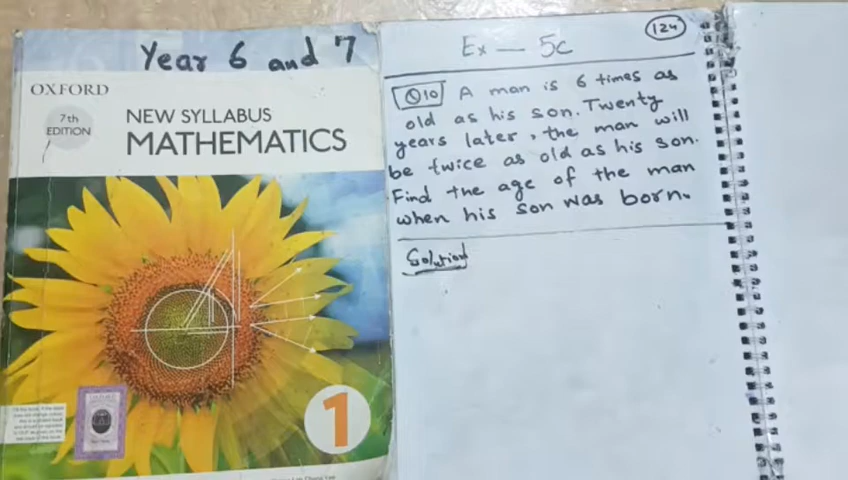 Year 6 and 7
OXFORD
7th
EDITION
NEW SYLLABUS
MATHEMATICS
1
124
Ex — 5c
Q10 A man is 6 times as
old as his son. Twenty
years later, the man will
be twice as old as his son.
Find the age of the man
when his son was born.
Solution